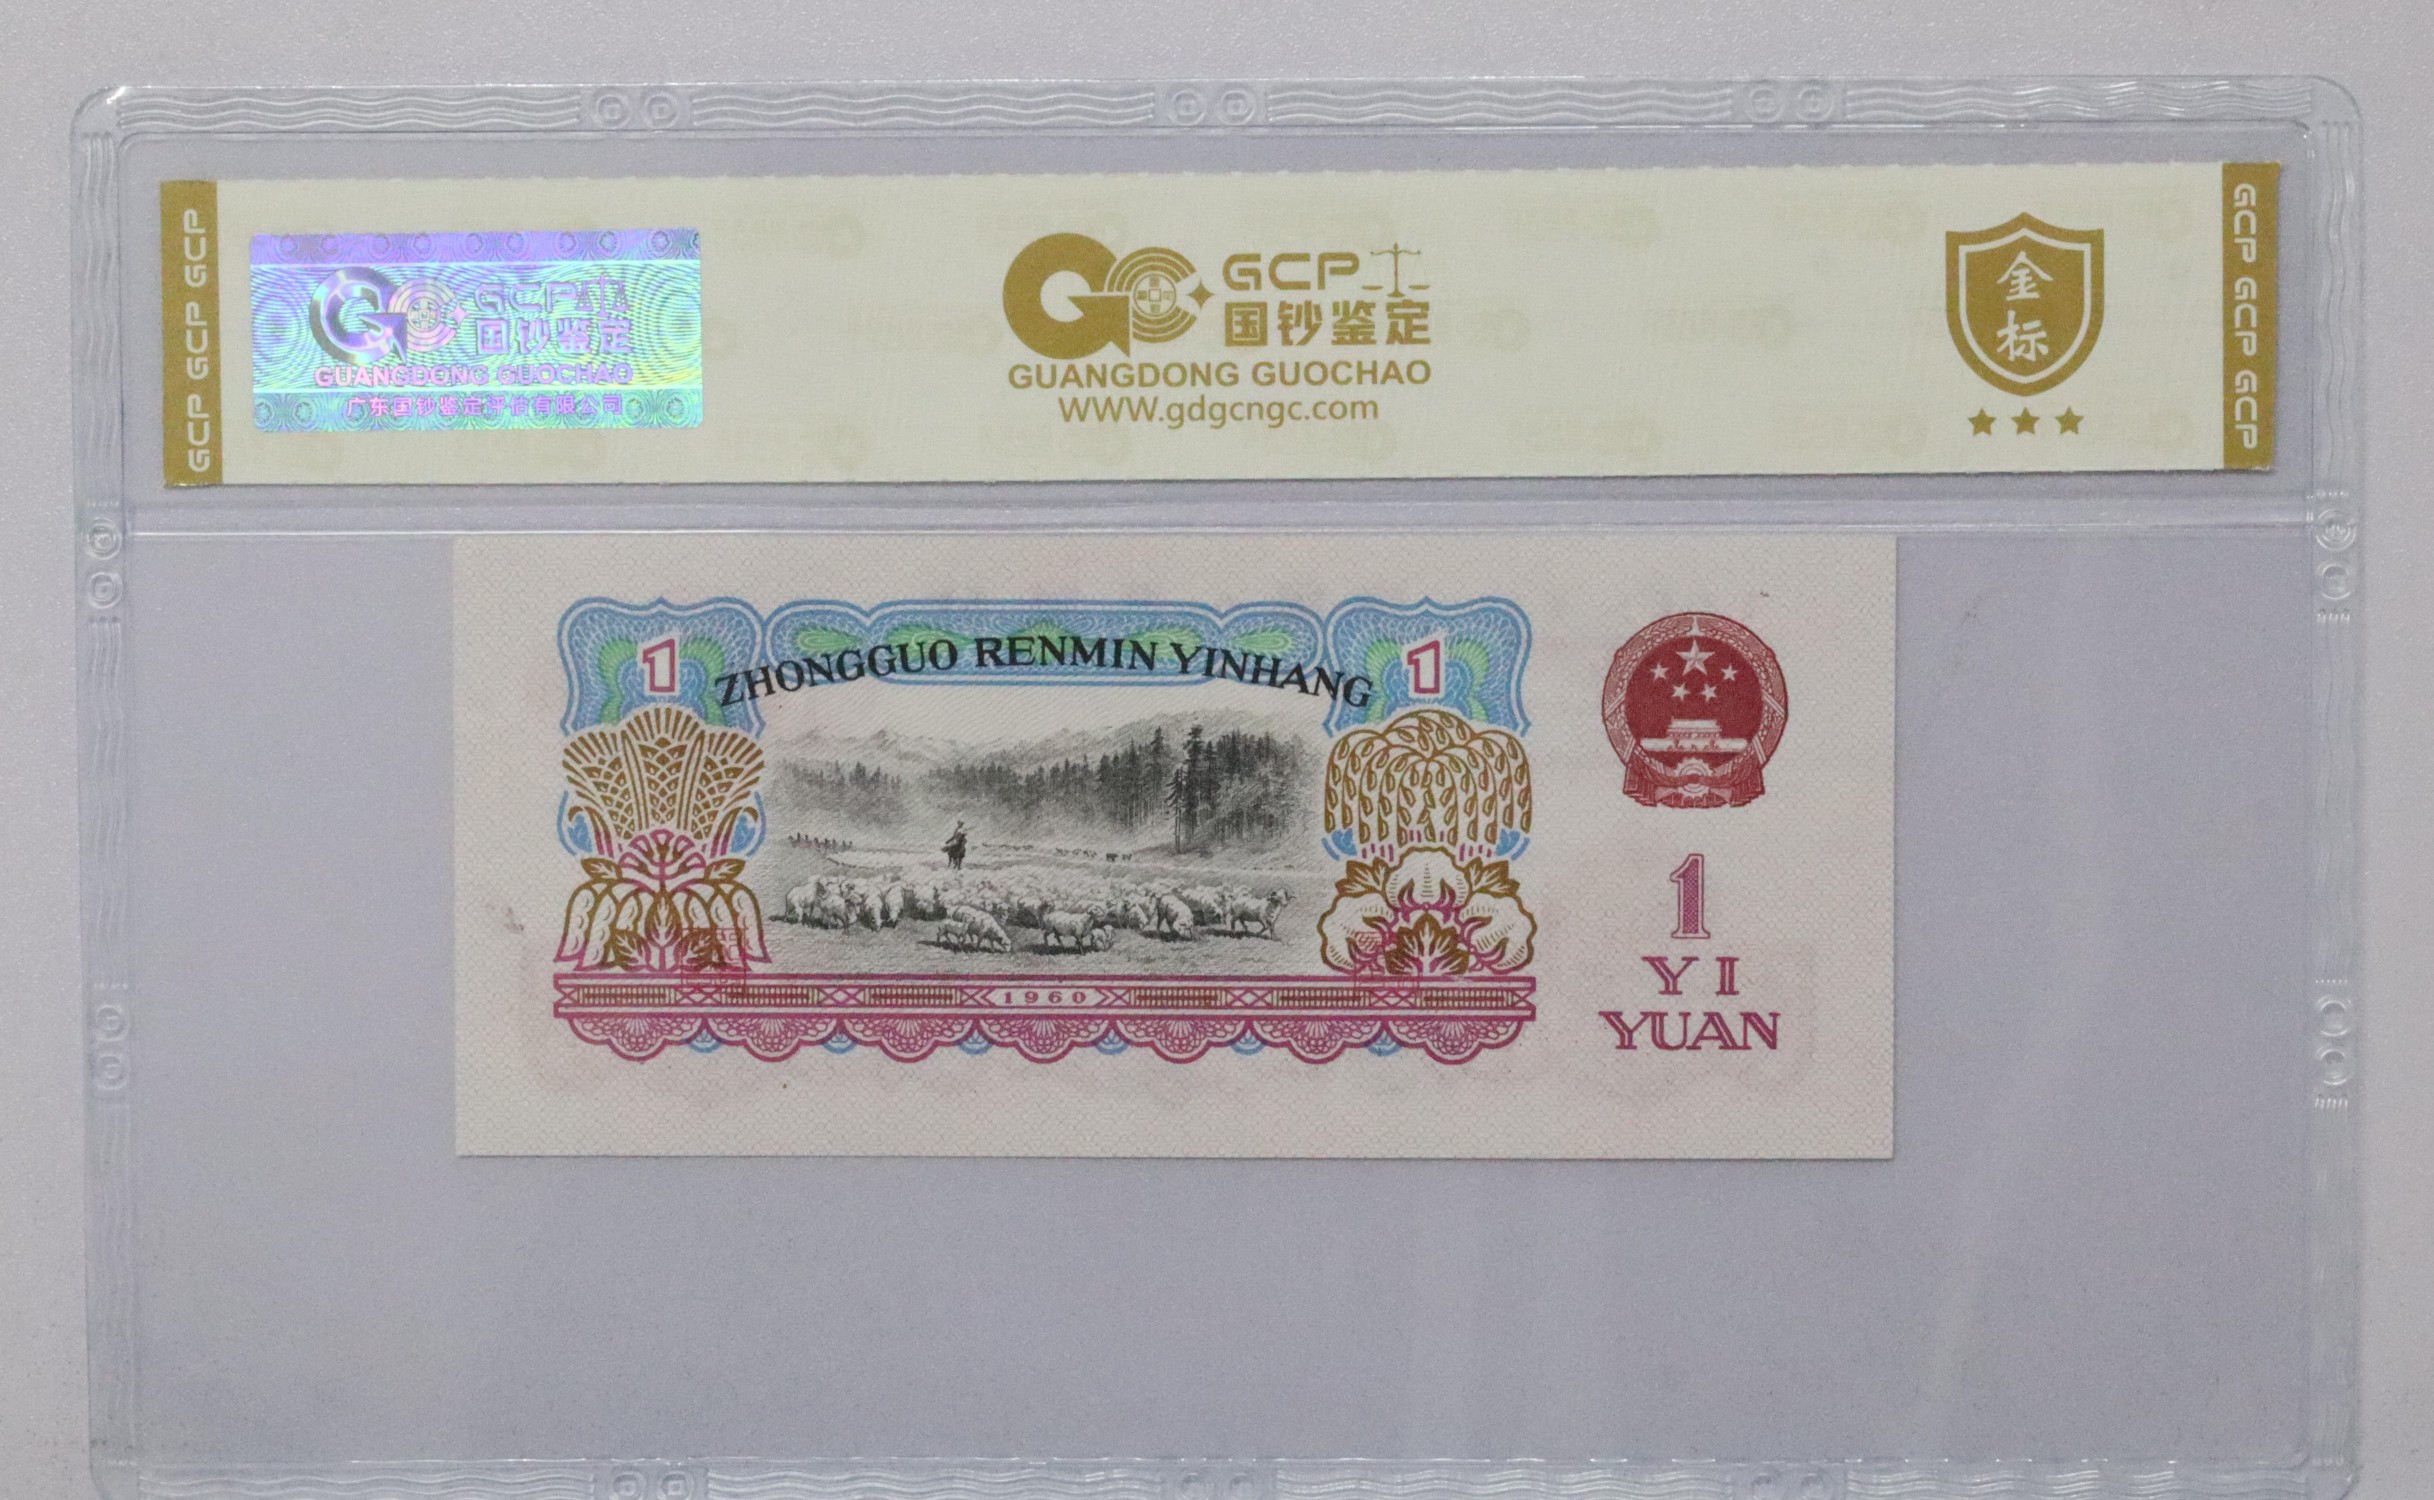 GCP GCP GCP
GCP
国钞鉴定
GUANGDONG GUOCHAO
广东国钞鉴定评估有限公司
GCP
国钞鉴定
GUANGDONG GUOCHAO
WWW.gdgcngc.com
金
标
GCP GCP GCP
1
ZHONGGUO RENMIN YINHANG
1
1960
1
YI
YUAN